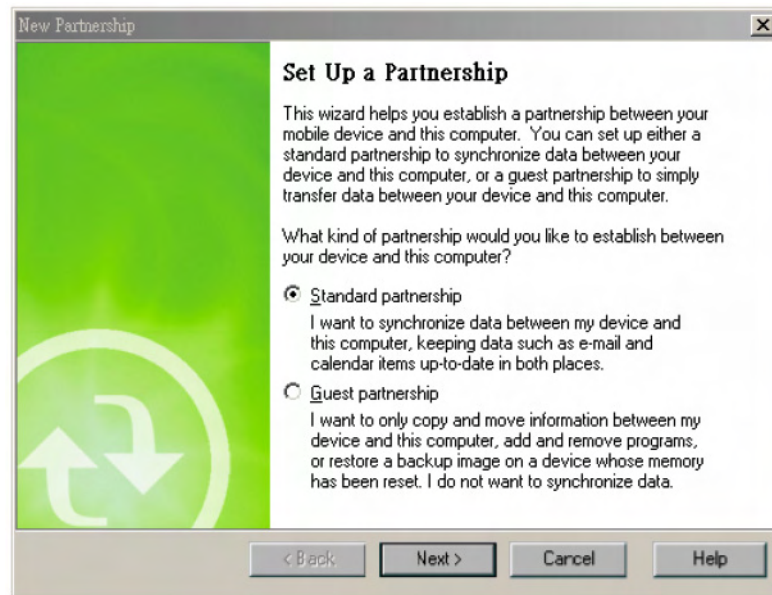 New Partnership
Set Up a Partnership
This wizard helps you establish a partnership between your
mobile device and this computer. You can set up either a
standard partnership to synchronize data between your
device and this computer, or a guest partnership to simply
transfer data between your device and this computer.
What kind of partnership would you like to establish between
your device and this computer?
Standard partnership
I want to synchronize data between my device and
this computer, keeping data such as e-mail and
calendar items up-to-date in both places.
Guest partnership
I want to only copy and move information between my
device and this computer, add and remove programs,
or restore a backup image on a device whose memory
has been reset. I do not want to synchronize data.
< Back Next > Cancel Help